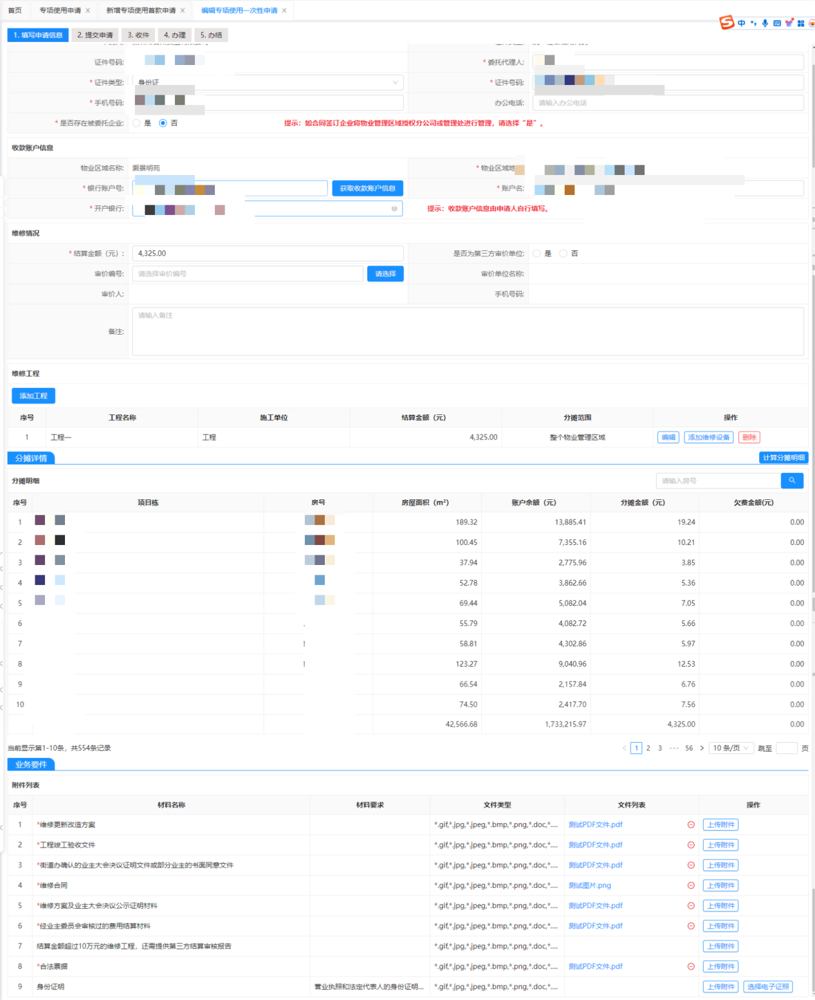 首页 专项使用申请 × 新增专项使用首款申请 × 编辑专项使用一次性申请 ×
中
1. 填写申请信息 2. 提交申请 3. 收件 4. 办理 5. 办结
证件号码: * 委托代理人:
* 证件类型: 身份证 * 证件号码:
* 手机号码: 办公电话: 请输入办公电话
* 是否存在被委托企业: 是 否 提示：如合同签订企业将物业管理区域授权分公司或管理处进行管理，请选择“是”。
收款账户信息
物业区域名称: 灏景明苑 * 物业区域地
* 银行账户号: 获取收款账户信息 * 账户名:
* 开户银行: 提示：收款账户信息由申请人自行填写。
维修情况
* 结算金额（元）: 4,325.00 是否为第三方审价单位: 是 否
审价编号: 请选择审价编号 请选择 审价单位名称:
审价人: 手机号码:
备注: 请输入备注
维修工程
添加工程
序号 工程名称 施工单位 结算金额（元） 分摊范围 操作
1 工程一 工程 4,325.00 整个物业管理区域 编辑 添加维修设备 删除
分摊详情 计算分摊明细
分摊明细 请输入房号
序号 项目栋 房号 房屋面积（m²） 账户余额（元） 分摊金额（元） 欠费金额(元)
1 189.32 13,885.41 19.24 0.00
2 100.45 7,355.16 10.21 0.00
3 37.94 2,775.96 3.85 0.00
4 52.78 3,862.66 5.36 0.00
5 69.44 5,082.04 7.05 0.00
6 55.79 4,082.72 5.66 0.00
7 58.81 4,302.86 5.97 0.00
8 123.27 9,040.96 12.53 0.00
9 66.54 2,157.84 6.76 0.00
10 74.50 2,417.70 7.56 0.00
42,566.68 1,733,215.97 4,325.00 0.00
当前显示第1-10条，共554条记录 < 1 2 3 ··· 56 > 10 条/页 跳至 页
业务要件
附件列表
序号 材料名称 材料要求 文件类型 文件列表 操作
1 *维修更新改造方案 *.gif,*.jpg,*.jpeg,*.bmp,*.png,*.doc,*.... 测试PDF文件.pdf 上传附件
2 *工程竣工验收文件 *.gif,*.jpg,*.jpeg,*.bmp,*.png,*.doc,*.... 测试PDF文件.pdf 上传附件
3 *街道办确认的业主大会决议证明文件或部分业主的书面同意文件 *.gif,*.jpg,*.jpeg,*.bmp,*.png,*.doc,*.... 测试PDF文件.pdf 上传附件
4 *维修合同 *.gif,*.jpg,*.jpeg,*.bmp,*.png,*.doc,*.... 测试图片.png 上传附件
5 *维修方案及业主大会决议公示证明材料 *.gif,*.jpg,*.jpeg,*.bmp,*.png,*.doc,*.... 测试PDF文件.pdf 上传附件
6 *经业主委员会审核过的费用结算材料 *.gif,*.jpg,*.jpeg,*.bmp,*.png,*.doc,*.... 测试PDF文件.pdf 上传附件
7 结算金额超过10万元的维修工程，还需提供第三方结算审核报告 *.gif,*.jpg,*.jpeg,*.bmp,*.png,*.doc,*.... 上传附件
8 *合法票据 *.gif,*.jpg,*.jpeg,*.bmp,*.png,*.doc,*.... 测试PDF文件.pdf 上传附件
9 身份证明 营业执照和法定代表人的身份证明... *.gif,*.jpg,*.jpeg,*.bmp,*.png,*.doc,*.... 上传附件 选择电子证照